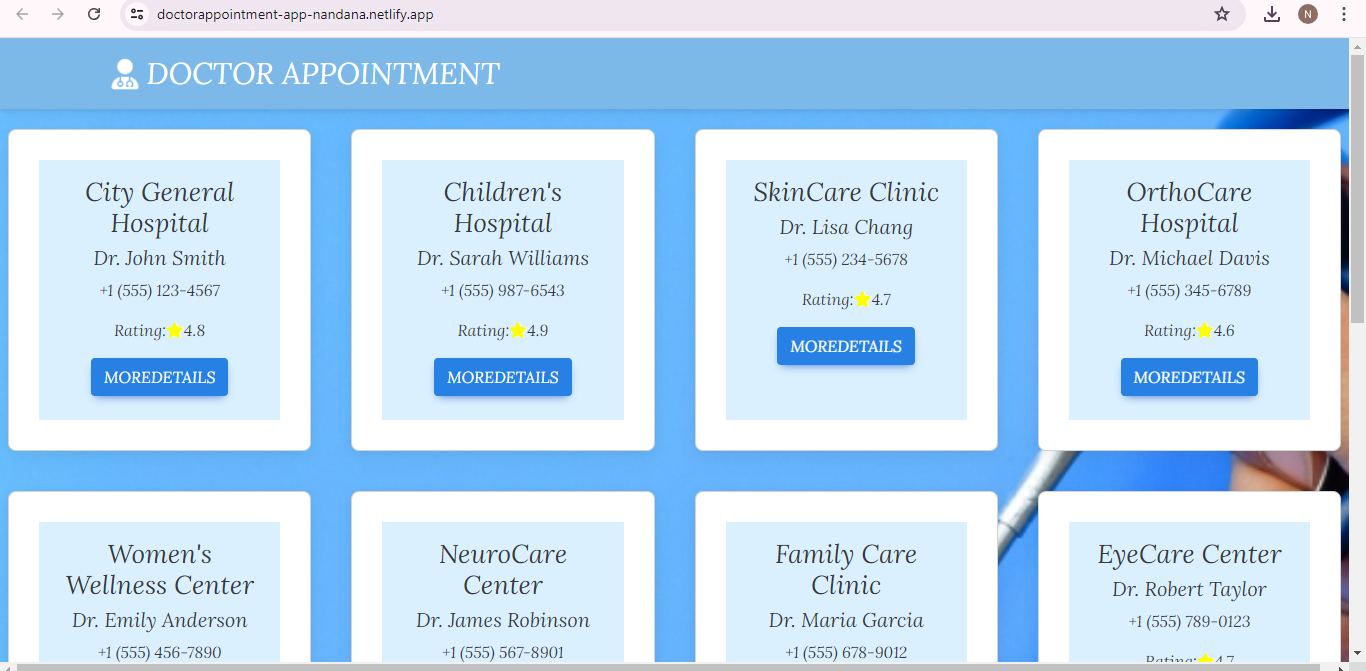 doctorappointment-app-nandana.netlify.app
N
DOCTOR APPOINTMENT
City General
Hospital
Dr. John Smith
+1 (555) 123-4567
Rating:⭐4.8
MOREDETAILS
Children's
Hospital
Dr. Sarah Williams
+1 (555) 987-6543
Rating:⭐4.9
MOREDETAILS
SkinCare Clinic
Dr. Lisa Chang
+1 (555) 234-5678
Rating:⭐4.7
MOREDETAILS
OrthoCare
Hospital
Dr. Michael Davis
+1 (555) 345-6789
Rating:⭐4.6
MOREDETAILS
Women's
Wellness Center
Dr. Emily Anderson
+1 (555) 456-7890
NeuroCare
Center
Dr. James Robinson
+1 (555) 567-8901
Family Care
Clinic
Dr. Maria Garcia
+1 (555) 678-9012
EyeCare Center
Dr. Robert Taylor
+1 (555) 789-0123
Rating:⭐4.7